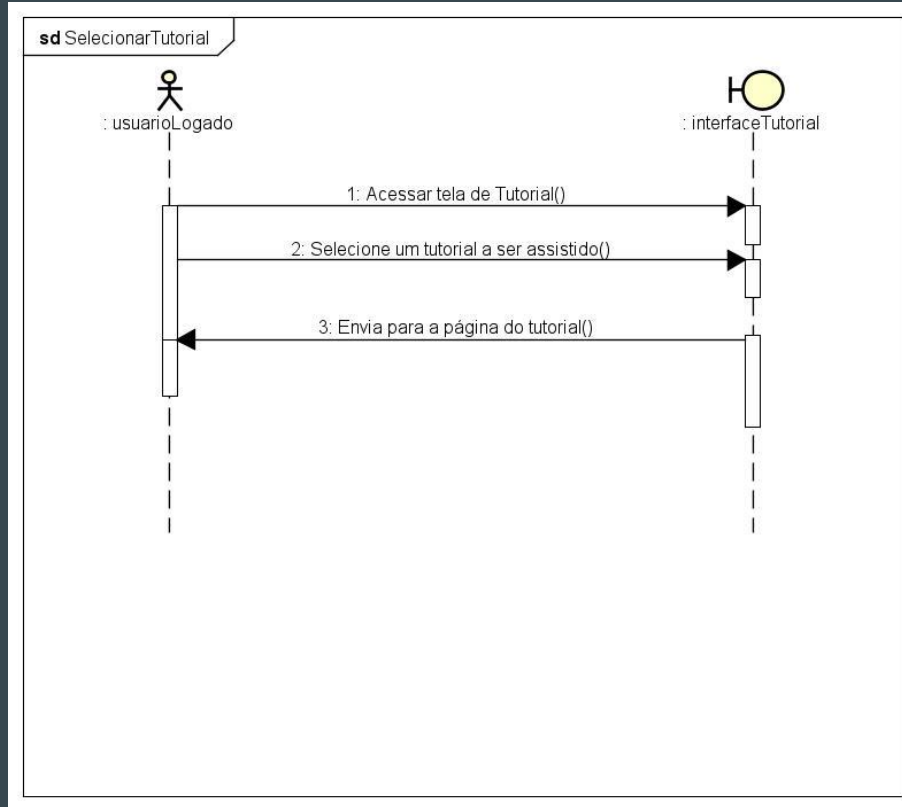 sd SelecionarTutorial
: usuarioLogado
: interfaceTutorial
1: Acessar tela de Tutorial()
2: Selecione um tutorial a ser assistido()
3: Envia para a página do tutorial()